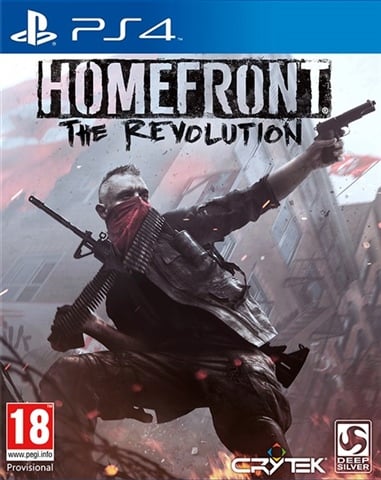 PS4
HOMEFRONT
THE REVOLUTION
18
www.pegi.info
Provisional
CRYTEK
DEEP
SILVER